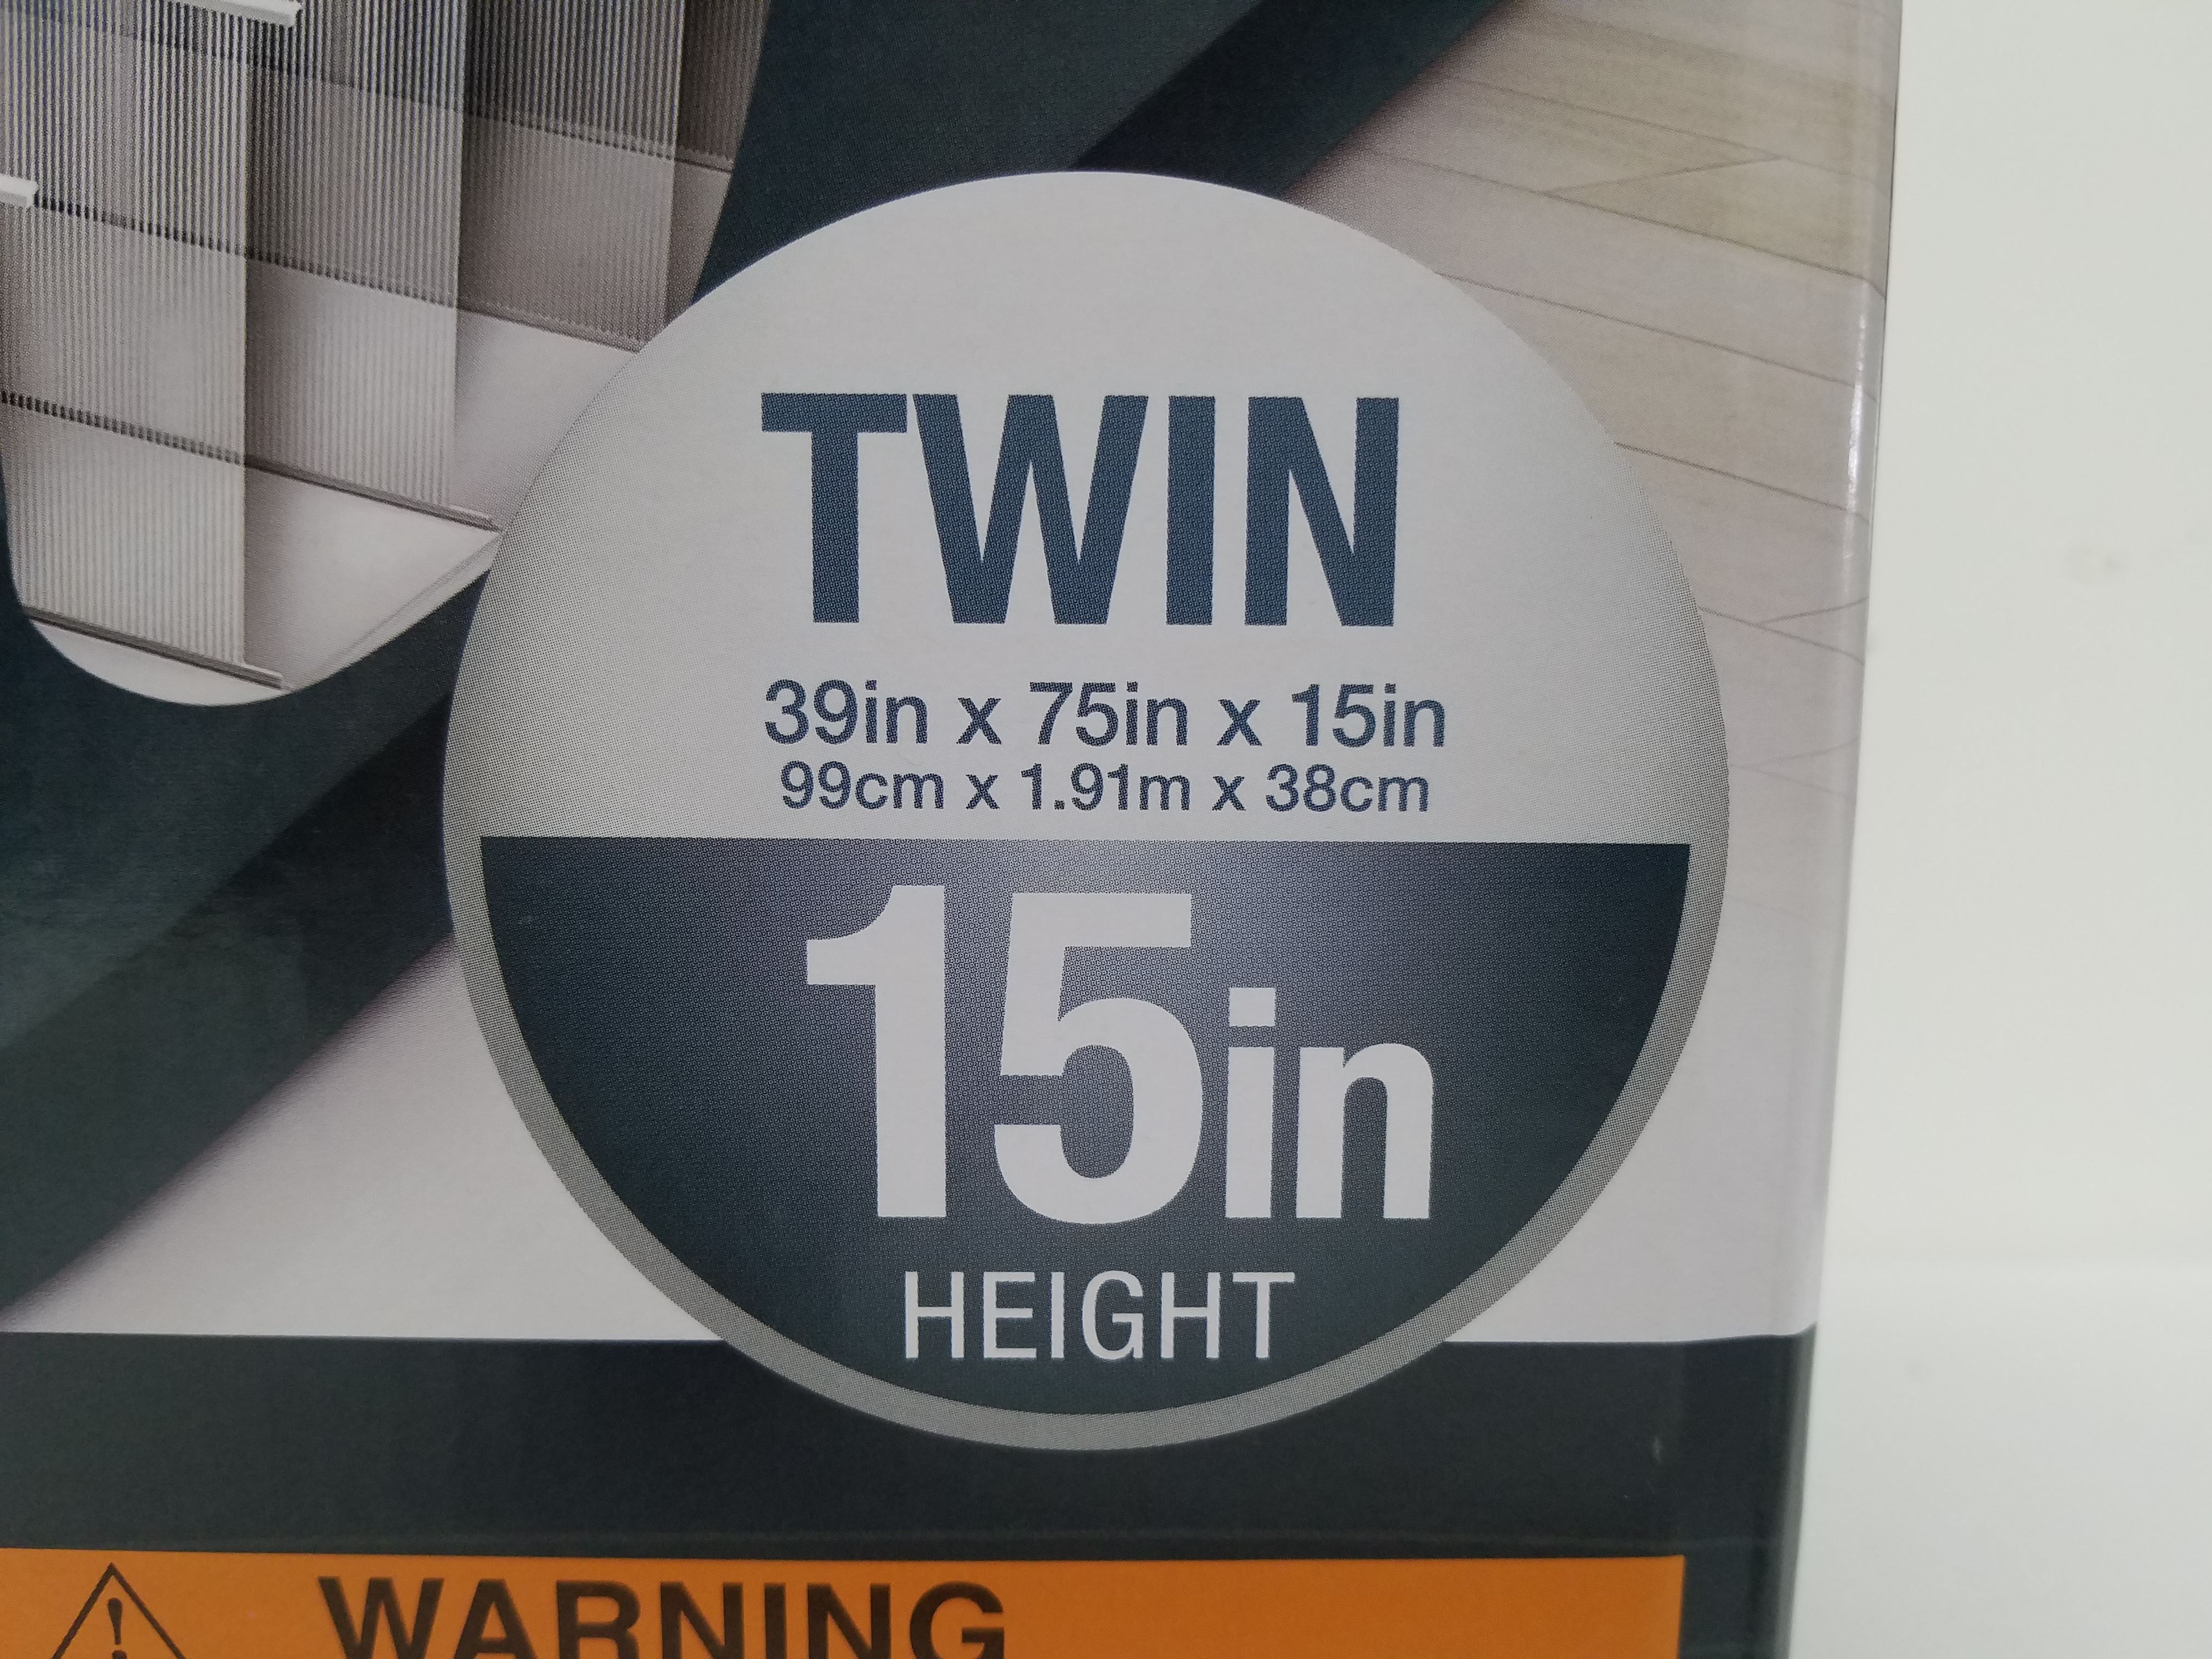 TWIN
39in x 75in x 15in
99cm x 1.91m x 38cm
15in
HEIGHT
WARNING